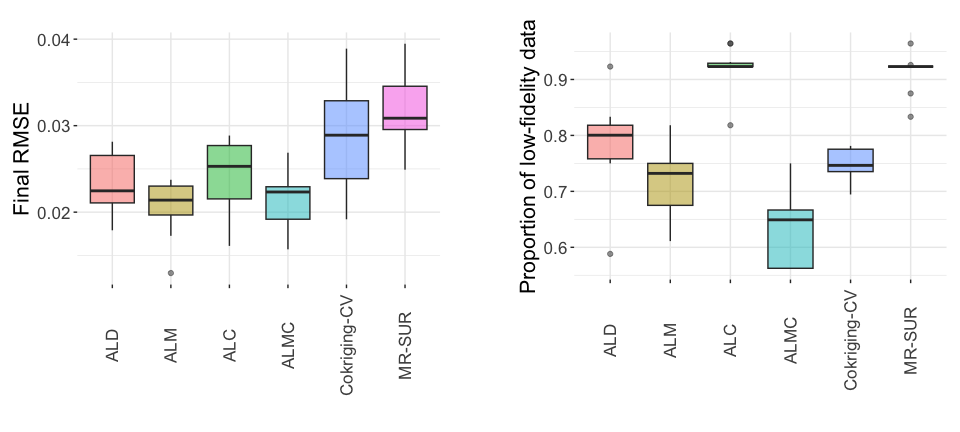 Final RMSE
0.04
0.03
0.02
ALD
ALM
ALC
ALMC
Cokriging-CV
MR-SUR
Proportion of low-fidelity data
0.9
0.8
0.7
0.6
ALD
ALM
ALC
ALMC
Cokriging-CV
MR-SUR